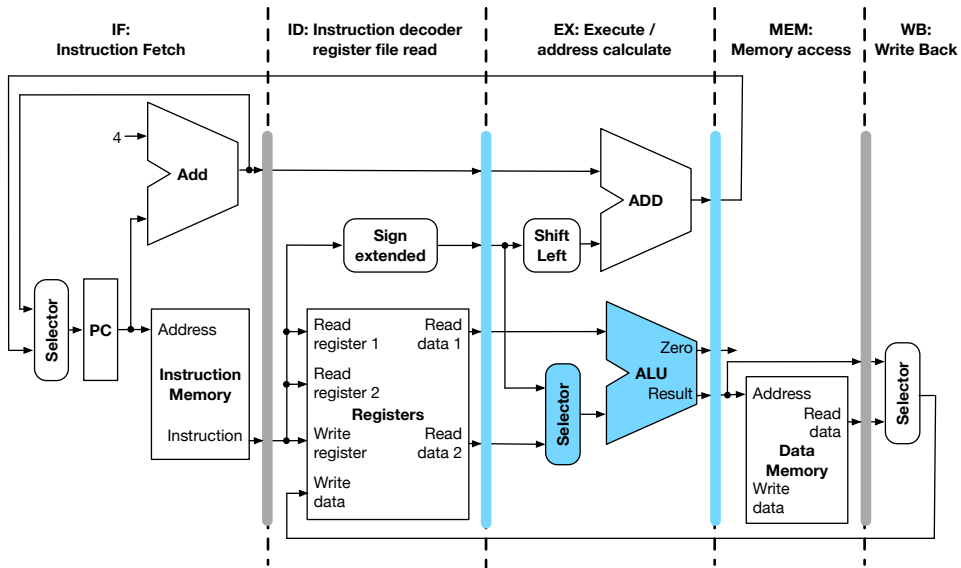 IF:
Instruction Fetch
ID: Instruction decoder
register file read
EX: Execute /
address calculate
MEM:
Memory access
WB:
Write Back
4
Add
ADD
Sign
extended
Shift
Left
Selector
PC
Address
Instruction
Memory
Instruction
Read
register 1
Read
data 1
Read
register 2
Registers
Write
register
Read
data 2
Write
data
Selector
Zero
ALU
Result
Address
Read
data
Data
Memory
Write
data
Selector